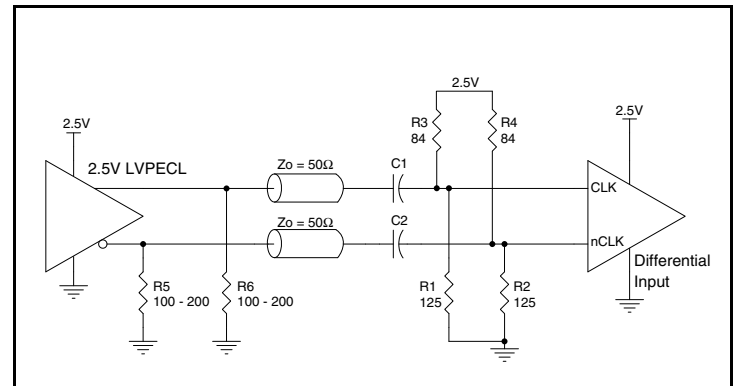 2.5V
2.5V LVPECL
R5
100 - 200
R6
100 - 200
Zo = 50Ω
Zo = 50Ω
C1
C2
2.5V
R3
84
R4
84
R1
125
R2
125
2.5V
CLK
nCLK
Differential
Input